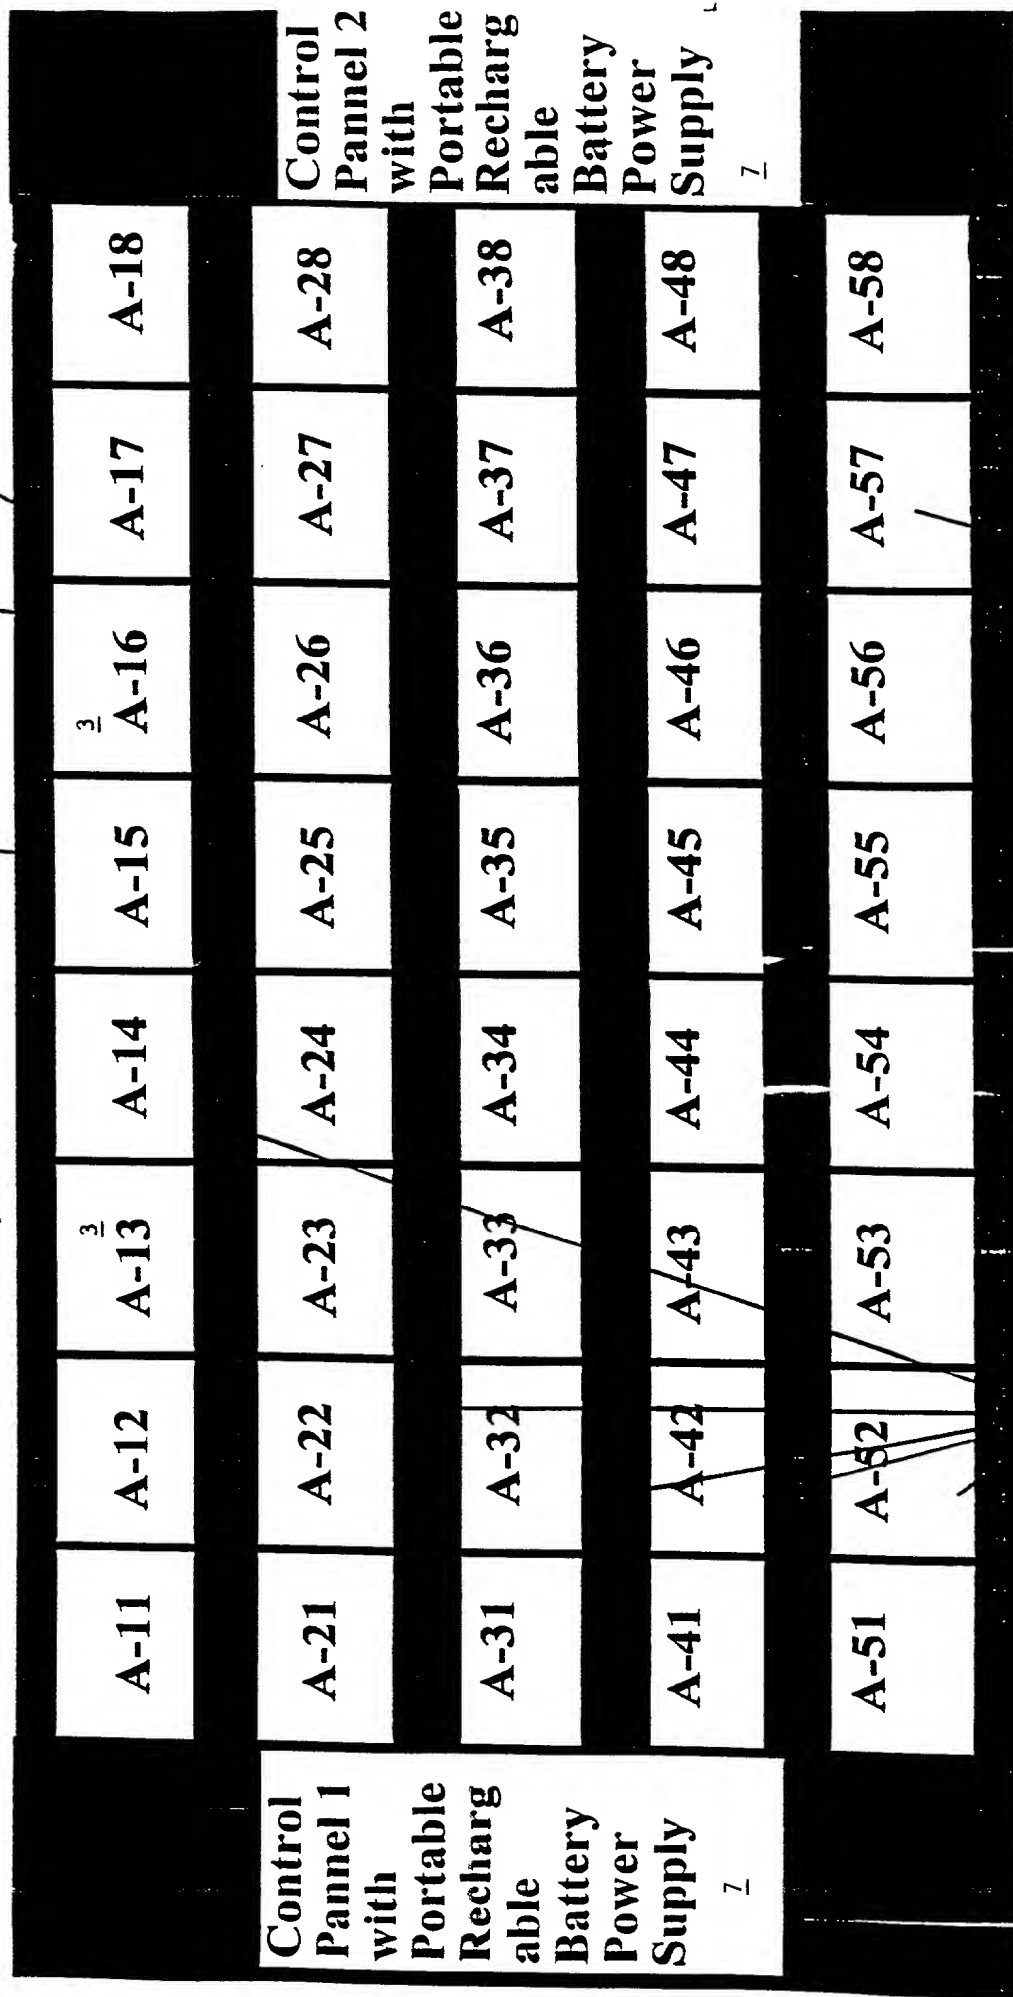 Control
Pannel 1
with
Portable
Recharg
able
Battery
Power
Supply
7
3
3
A-11 A-12 A-13 A-14 A-15 A-16 A-17 A-18
A-21 A-22 A-23 A-24 A-25 A-26 A-27 A-28
A-31 A-32 A-33 A-34 A-35 A-36 A-37 A-38
A-41 A-42 A-43 A-44 A-45 A-46 A-47 A-48
A-51 A-52 A-53 A-54 A-55 A-56 A-57 A-58
Control
Pannel 2
with
Portable
Recharg
able
Battery
Power
Supply
7